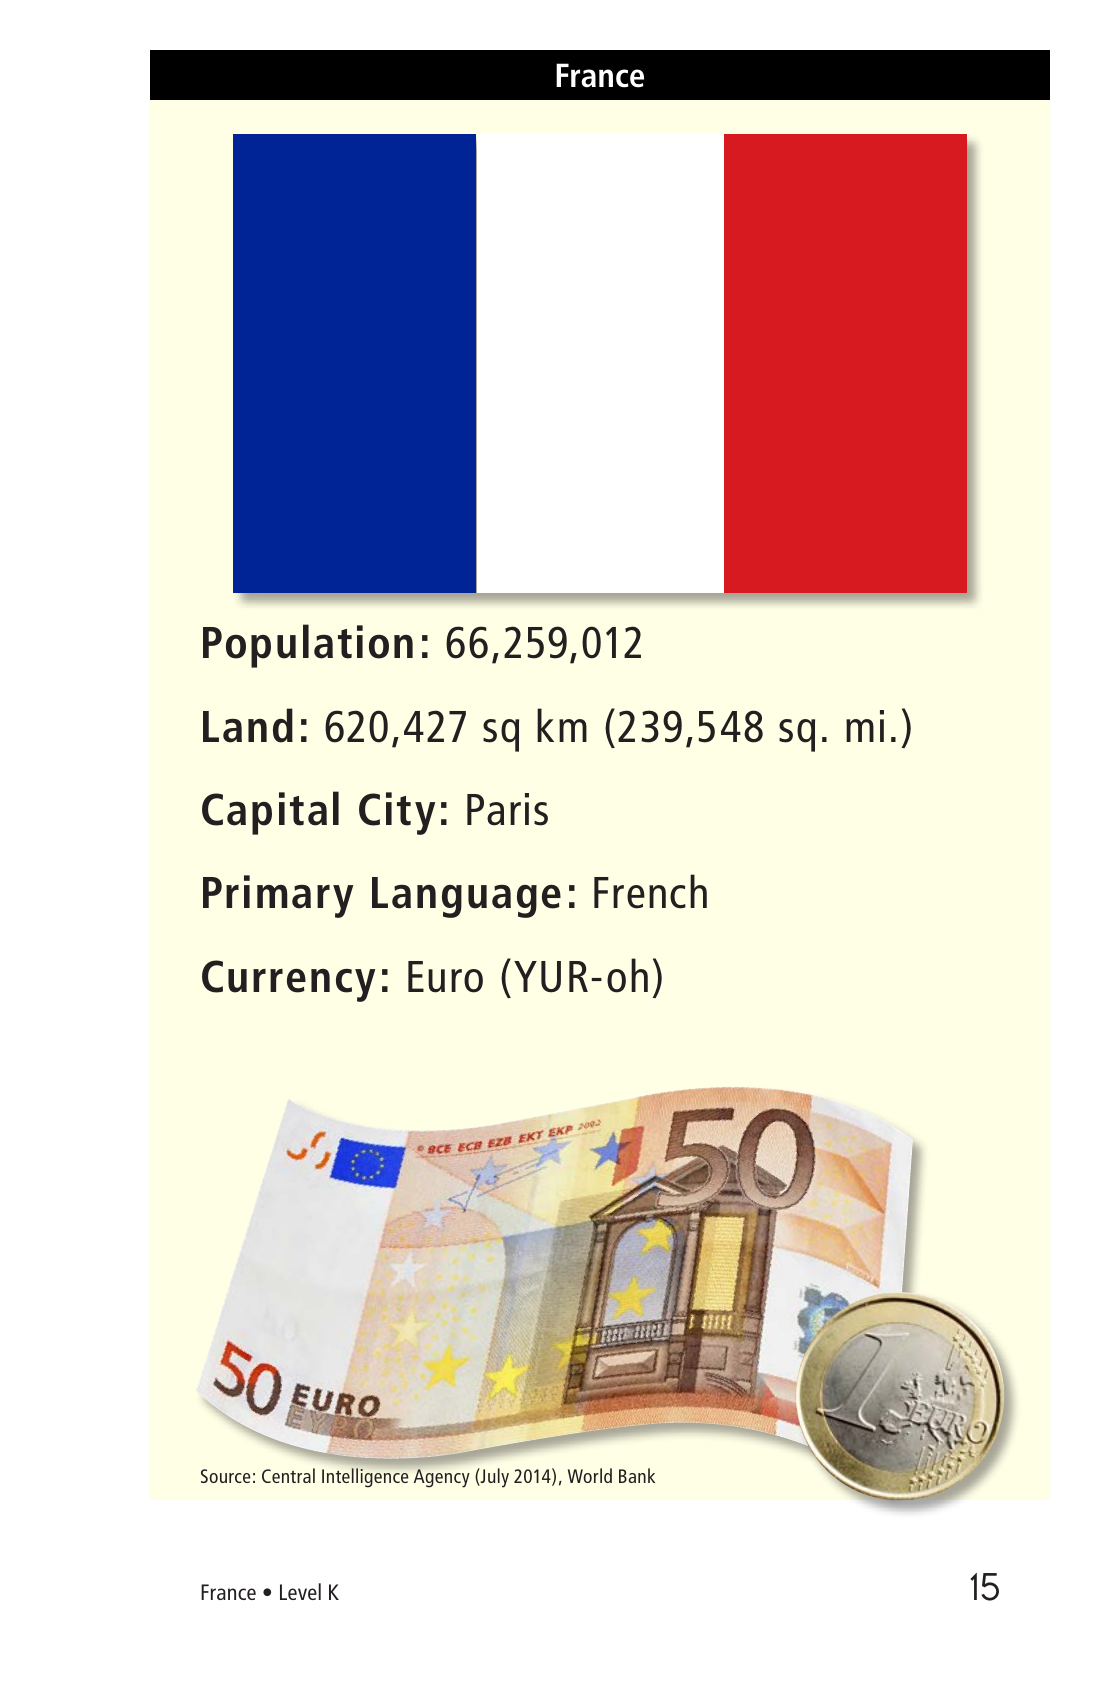 France
Population: 66,259,012
Land: 620,427 sq km (239,548 sq. mi.)
Capital City: Paris
Primary Language: French
Currency: Euro (YUR-oh)
© BCE ECB EZB EKT EKP 2002
50
50 EURO
ΕΥΡΩ
1
EURO
Source: Central Intelligence Agency (July 2014), World Bank
France • Level K
15